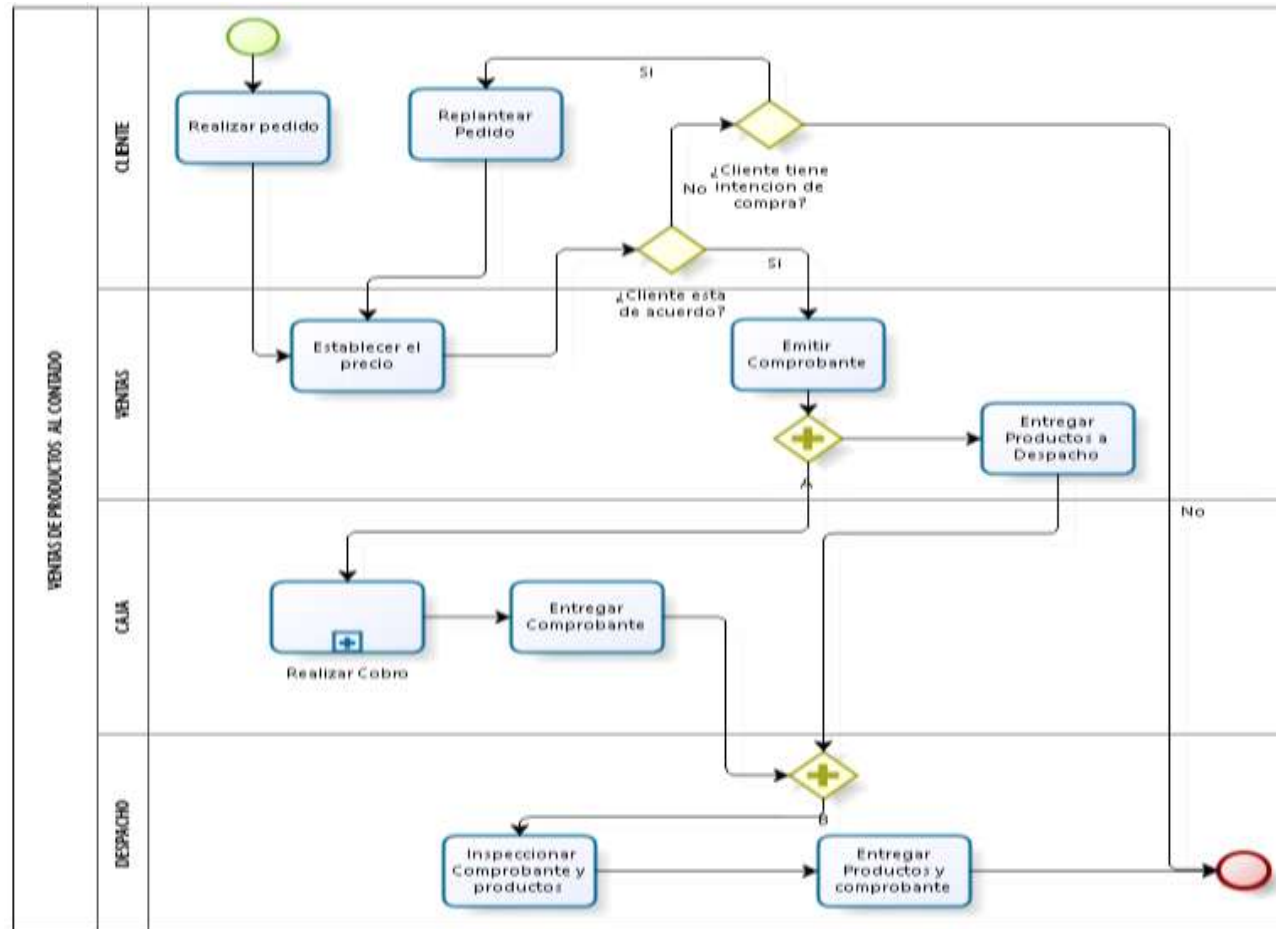 VENTAS DE PRODUCTOS AL CONTADO
CLIENTE
Realizar pedido
Replantear
Pedido
SI
¿Cliente tiene
intencion de
compra?
No
¿Cliente esta
de acuerdo?
SI
VENTAS
Establecer el
precio
Emitir
Comprobante
A
Entregar
Productos a
Despacho
No
CAJA
Realizar Cobro
Entregar
Comprobante
DESPACHO
B
Inspeccionar
Comprobante y
productos
Entregar
Productos y
comprobante